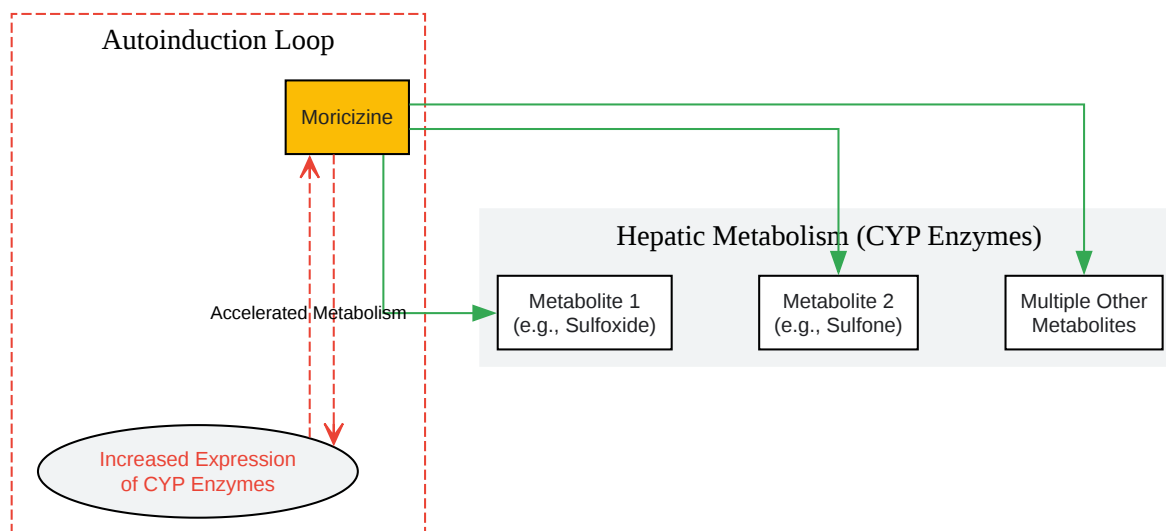 Autoinduction Loop
Moricizine
Hepatic Metabolism (CYP Enzymes)
Metabolite 1
(e.g., Sulfoxide)
Metabolite 2
(e.g., Sulfone)
Multiple Other
Metabolites
Accelerated Metabolism
Increased Expression
of CYP Enzymes